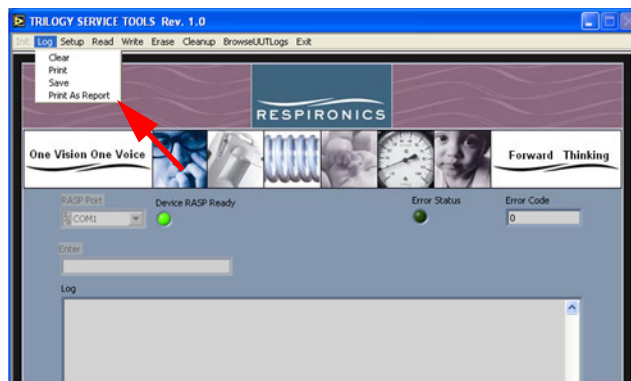 TRILOGY SERVICE TOOLS Rev. 1.0
Init Log Setup Read Write Erase Cleanup BrowseUUTLogs Exit
Clear
Print
Save
Print As Report
RESPIRONICS
One Vision One Voice
Forward Thinking
RASP Port
Device RASP Ready
Error Status
Error Code
COM1
0
Enter
Log